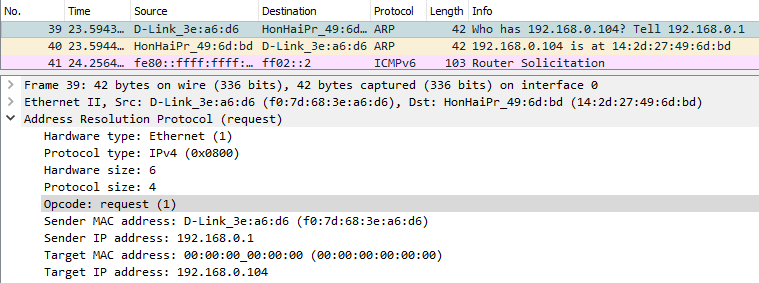 No. Time Source Destination Protocol Length Info
39 23.5943… D-Link_3e:a6:d6 HonHaiPr_49:6d… ARP 42 Who has 192.168.0.104? Tell 192.168.0.1
40 23.5944… HonHaiPr_49:6d:bd D-Link_3e:a6:d6 ARP 42 192.168.0.104 is at 14:2d:27:49:6d:bd
41 24.2564… fe80::ffff:ffff:… ff02::2 ICMPv6 103 Router Solicitation
Frame 39: 42 bytes on wire (336 bits), 42 bytes captured (336 bits) on interface 0
Ethernet II, Src: D-Link_3e:a6:d6 (f0:7d:68:3e:a6:d6), Dst: HonHaiPr_49:6d:bd (14:2d:27:49:6d:bd)
Address Resolution Protocol (request)
Hardware type: Ethernet (1)
Protocol type: IPv4 (0x0800)
Hardware size: 6
Protocol size: 4
Opcode: request (1)
Sender MAC address: D-Link_3e:a6:d6 (f0:7d:68:3e:a6:d6)
Sender IP address: 192.168.0.1
Target MAC address: 00:00:00_00:00:00 (00:00:00:00:00:00)
Target IP address: 192.168.0.104